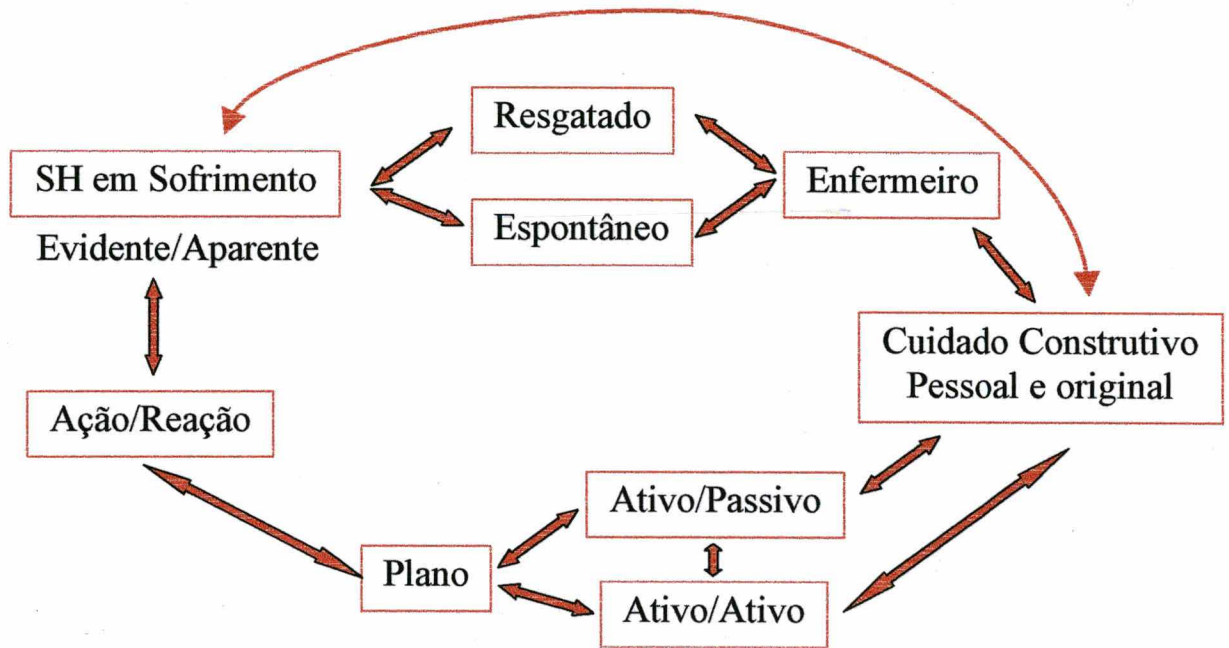 Resgatado
SH em Sofrimento
Enfermeiro
Espontâneo
Evidente/Aparente
Cuidado Construtivo
Pessoal e original
Ação/Reação
Ativo/Passivo
Plano
Ativo/Ativo